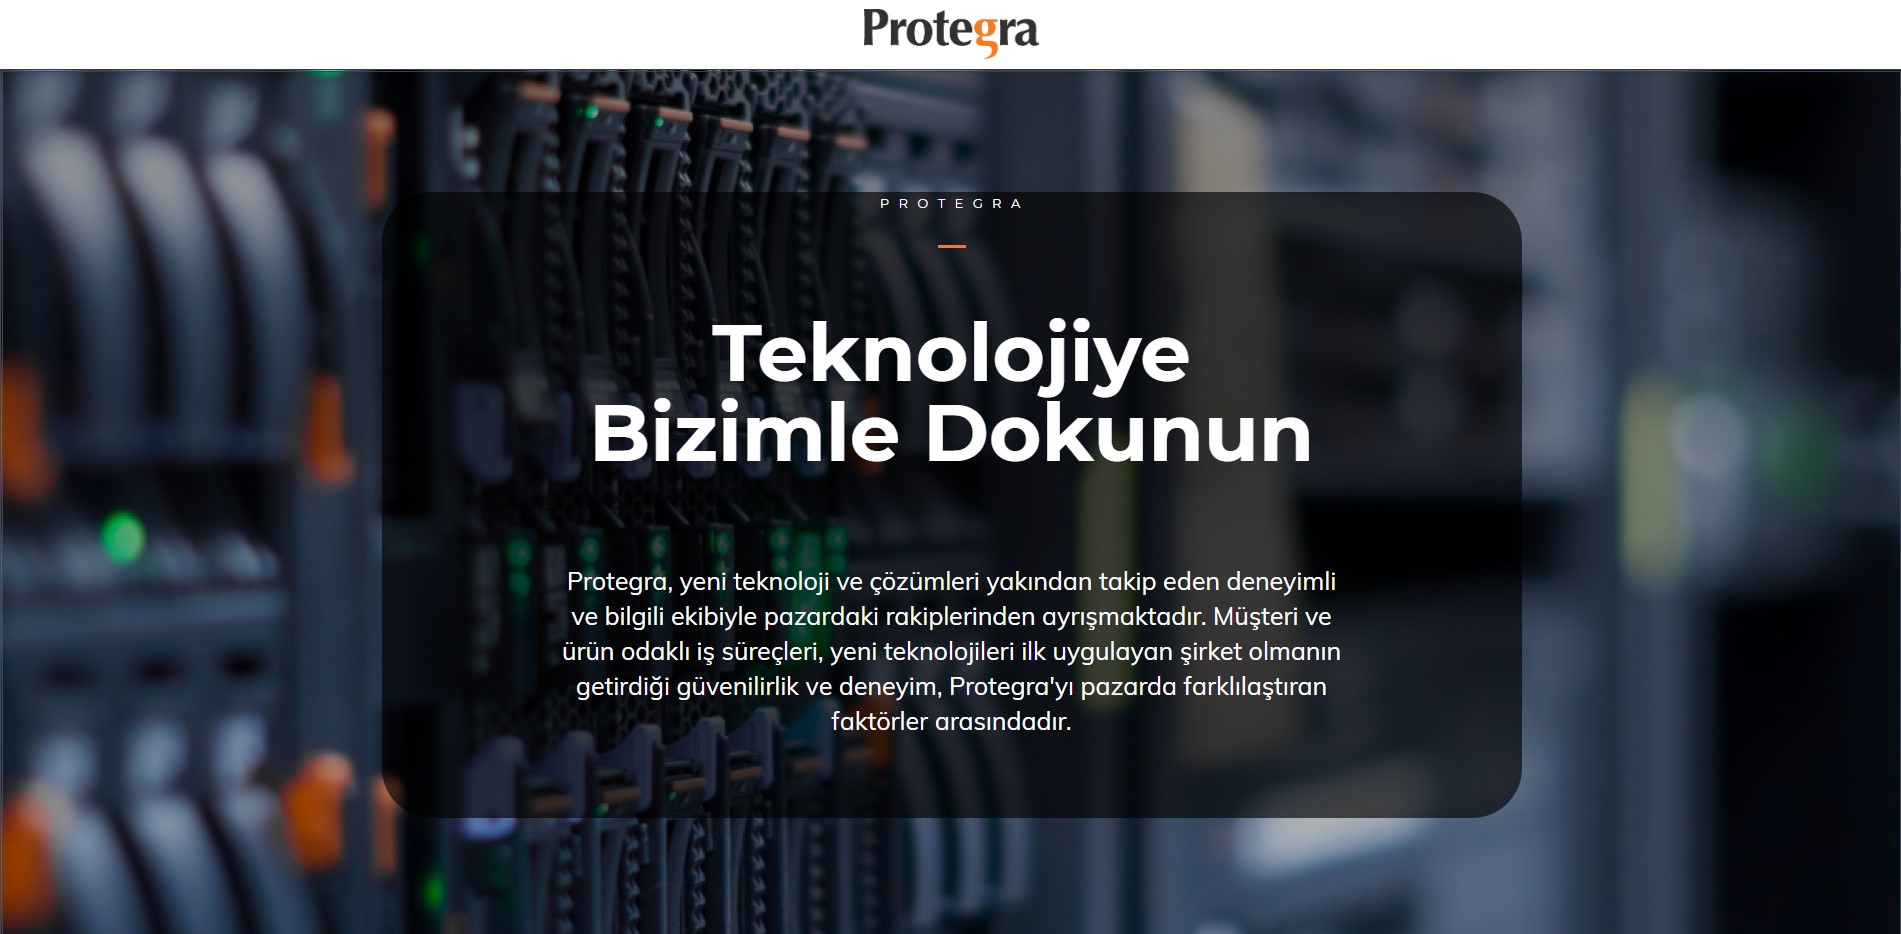 Protegra
PROTEGRA
Teknolojiye
Bizimle Dokunun
Protegra, yeni teknoloji ve çözümleri yakından takip eden deneyimli
ve bilgili ekibiyle pazardaki rakiplerinden ayrışmaktadır. Müşteri ve
ürün odaklı iş süreçleri, yeni teknolojileri ilk uygulayan şirket olmanın
getirdiği güvenilirlik ve deneyim, Protegra'yı pazarda farklılaştıran
faktörler arasındadır.